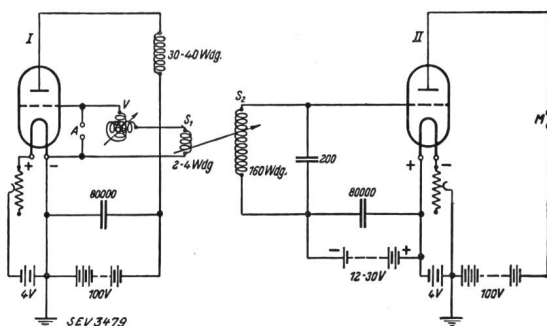 I
30-40 Wdg.
V
A
S₁
2-4 Wdg
+
-
80000
4V
100V
SEV 3479
II
S₂
160 Wdg.
200
80000
-
+
12-30V
+
-
4V
100V
M